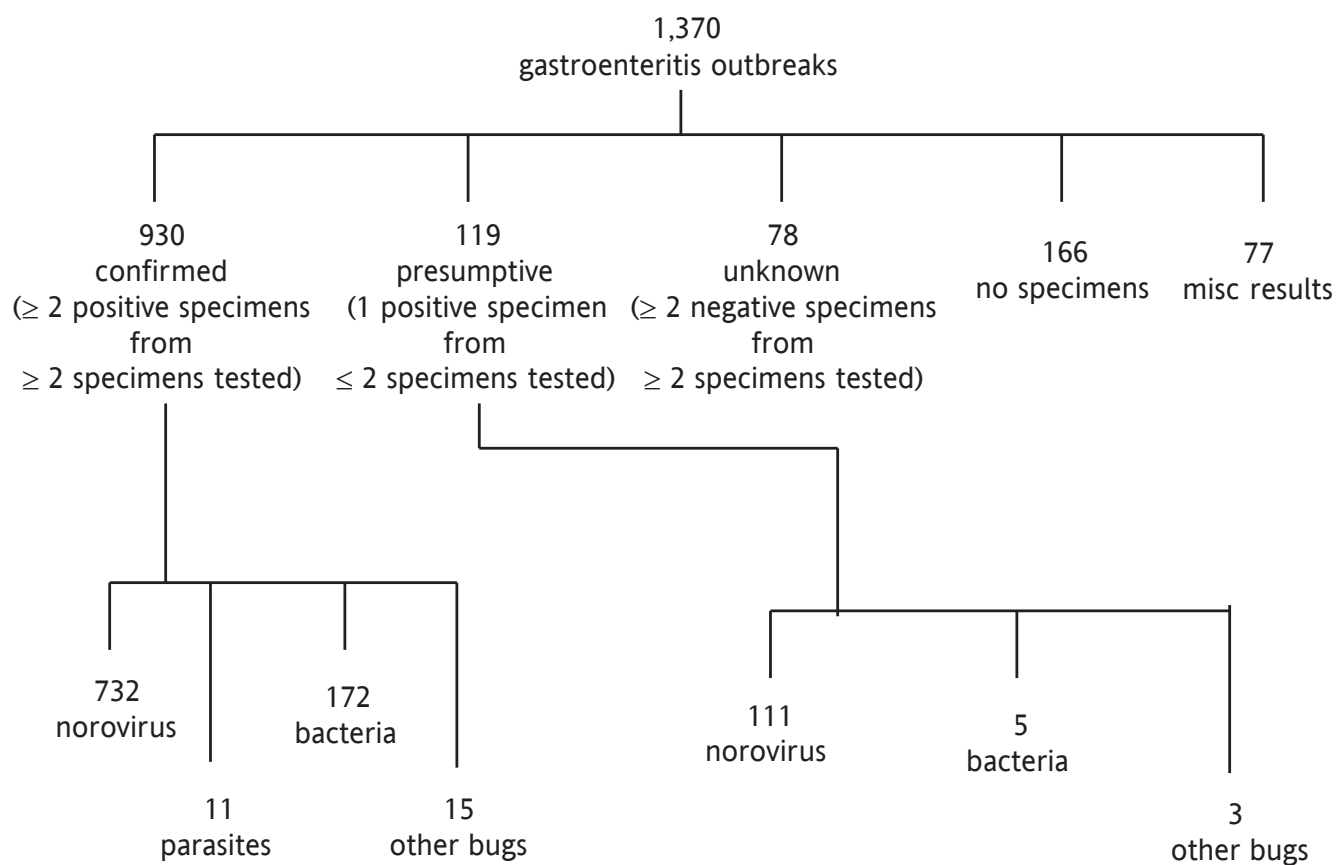 1,370
gastroenteritis outbreaks
930
confirmed
(≥ 2 positive specimens
from
≥ 2 specimens tested)
119
presumptive
(1 positive specimen
from
≤ 2 specimens tested)
78
unknown
(≥ 2 negative specimens
from
≥ 2 specimens tested)
166
no specimens
77
misc results
732
norovirus
11
parasites
172
bacteria
15
other bugs
111
norovirus
5
bacteria
3
other bugs